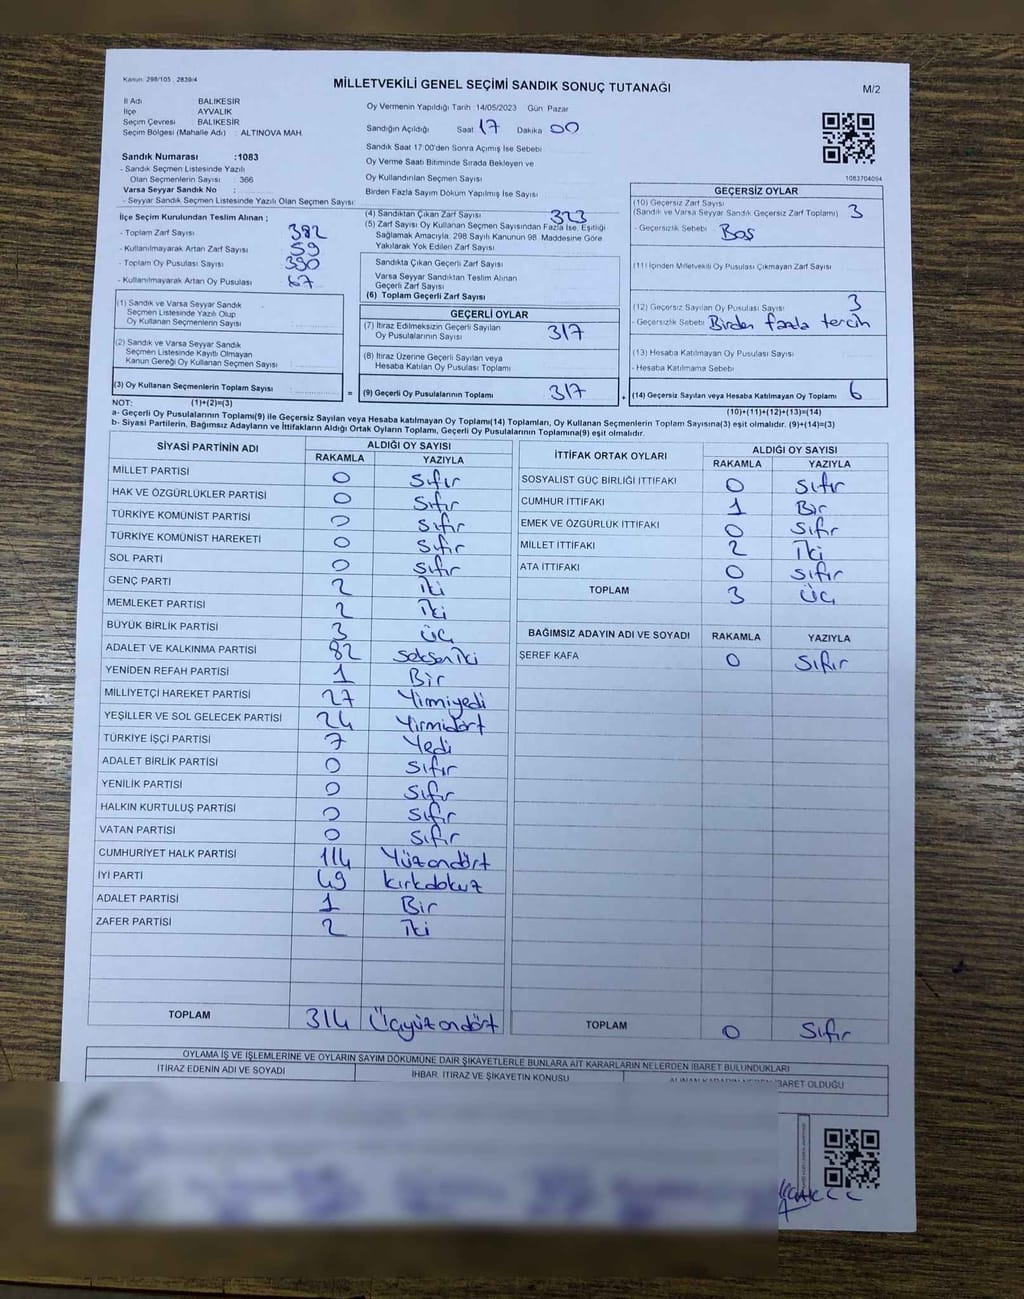 Kanun: 298/105 , 2839/4
MİLLETVEKİLİ GENEL SEÇİMİ SANDIK SONUÇ TUTANAĞI
M/2
İl Adı BALIKESİR
İlçe AYVALIK
Seçim Çevresi BALIKESİR
Seçim Bölgesi (Mahalle Adı) : ALTINOVA MAH.
Oy Vermenin Yapıldığı Tarih : 14/05/2023 Gün Pazar
Sandığın Açıldığı Saat 17 Dakika 00
Sandık Saat 17:00'den Sonra Açımış İse Sebebi
Oy Verme Saati Bitiminde Sırada Bekleyen ve
Oy Kullandırılan Seçmen Sayısı
Birden Fazla Sayım Döküm Yapılmış İse Sayısı
1083704094
Sandık Numarası :1083
- Sandık Seçmen Listesinde Yazılı
Olan Seçmenlerin Sayısı : 366
Varsa Seyyar Sandık No :
- Seyyar Sandık Seçmen Listesinde Yazılı Olan Seçmen Sayısı:
İlçe Seçim Kurulundan Teslim Alınan ;
- Toplam Zarf Sayısı 382
- Kullanılmayarak Artan Zarf Sayısı 59
- Toplam Oy Pusulası Sayısı 390
- Kullanılmayarak Artan Oy Pusulası 67
(4) Sandıktan Çıkan Zarf Sayısı 323
(5) Zarf Sayısı Oy Kullanan Seçmen Sayısından Fazla İse, Eşitliği
Sağlamak Amacıyla, 298 Sayılı Kanunun 98. Maddesine Göre
Yakılarak Yok Edilen Zarf Sayısı
Sandıkta Çıkan Geçerli Zarf Sayısı
Varsa Seyyar Sandıktan Teslim Alınan
Geçerli Zarf Sayısı
(6) Toplam Geçerli Zarf Sayısı
GEÇERSİZ OYLAR
(10) Geçersiz Zarf Sayısı
(Sandık ve Varsa Seyyar Sandık Geçersiz Zarf Toplamı) 3
- Geçersizlik Sebebi Boş
(11) İçinden Milletvekili Oy Pusulası Çıkmayan Zarf Sayısı
(12) Geçersiz Sayılan Oy Pusulası Sayısı 3
- Geçersizlik Sebebi Birden fazla tercih
(13) Hesaba Katılmayan Oy Pusulası Sayısı
- Hesaba Katılmama Sebebi
(1) Sandık ve Varsa Seyyar Sandık
Seçmen Listesinde Yazılı Olup
Oy Kullanan Seçmenlerin Sayısı
(2) Sandık ve Varsa Seyyar Sandık
Seçmen Listesinde Kayıtlı Olmayan
Kanun Gereği Oy Kullanan Seçmen Sayısı
GEÇERLİ OYLAR
(7) İtiraz Edilmeksizin Geçerli Sayılan
Oy Pusulalarının Sayısı 317
(8) İtiraz Üzerine Geçerli Sayılan veya
Hesaba Katılan Oy Pusulası Toplamı
(3) Oy Kullanan Seçmenlerin Toplam Sayısı = (9) Geçerli Oy Pusulalarının Toplamı 317 + (14) Geçersiz Sayılan veya Hesaba Katılmayan Oy Toplamı 6
NOT: (1)+(2)=(3) (10)+(11)+(12)+(13)=(14)
a- Geçerli Oy Pusulalarının Toplamı(9) ile Geçersiz Sayılan veya Hesaba katılmayan Oy Toplamı(14) Toplamları, Oy Kullanan Seçmenlerin Toplam Sayısına(3) eşit olmalıdır. (9)+(14)=(3)
b- Siyasi Partilerin, Bağımsız Adayların ve İttifakların Aldığı Ortak Oyların Toplamı, Geçerli Oy Pusulalarının Toplamına(9) eşit olmalıdır.
SİYASİ PARTİNİN ADI ALDIĞI OY SAYISI
RAKAMLA YAZIYLA
MİLLET PARTİSİ 0 Sıfır
HAK VE ÖZGÜRLÜKLER PARTİSİ 0 Sıfır
TÜRKİYE KOMÜNİST PARTİSİ 0 Sıfır
TÜRKİYE KOMÜNİST HAREKETİ 0 Sıfır
SOL PARTİ 0 Sıfır
GENÇ PARTİ 2 İki
MEMLEKET PARTİSİ 2 İki
BÜYÜK BİRLİK PARTİSİ 3 Üç
ADALET VE KALKINMA PARTİSİ 82 Seksen iki
YENİDEN REFAH PARTİSİ 1 Bir
MİLLİYETÇİ HAREKET PARTİSİ 27 Yirmiyedi
YEŞİLLER VE SOL GELECEK PARTİSİ 24 Yirmidört
TÜRKİYE İŞÇİ PARTİSİ 7 Yedi
ADALET BİRLİK PARTİSİ 0 Sıfır
YENİLİK PARTİSİ 0 Sıfır
HALKIN KURTULUŞ PARTİSİ 0 Sıfır
VATAN PARTİSİ 0 Sıfır
CUMHURİYET HALK PARTİSİ 114 Yüzondört
İYİ PARTİ 49 Kırkdokuz
ADALET PARTİSİ 1 Bir
ZAFER PARTİSİ 2 İki
TOPLAM 314 Üçyüzondört
İTTİFAK ORTAK OYLARI ALDIĞI OY SAYISI
RAKAMLA YAZIYLA
SOSYALİST GÜÇ BİRLİĞİ İTTİFAKI 0 Sıfır
CUMHUR İTTİFAKI 1 Bir
EMEK VE ÖZGÜRLÜK İTTİFAKI 0 Sıfır
MİLLET İTTİFAKI 2 İki
ATA İTTİFAKI 0 Sıfır
TOPLAM 3 Üç
BAĞIMSIZ ADAYIN ADI VE SOYADI RAKAMLA YAZIYLA
ŞEREF KAFA 0 Sıfır
TOPLAM 0 Sıfır
OYLAMA İŞ VE İŞLEMLERİNE VE OYLARIN SAYIM DÖKÜMÜNE DAİR ŞİKAYETLERLE BUNLARA AİT KARARLARIN NELERDEN İBARET BULUNDUKLARI
İTİRAZ EDENİN ADI VE SOYADI İHBAR, İTİRAZ VE ŞİKAYETİN KONUSU İBARET OLDUĞU